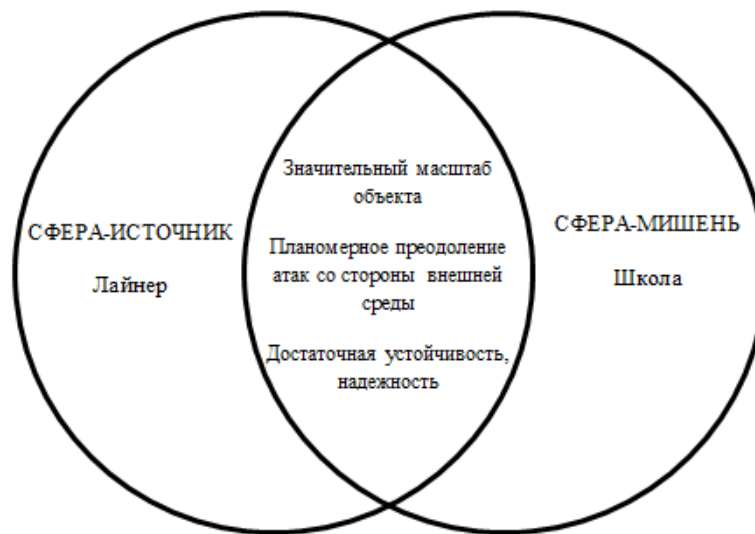 СФЕРА-ИСТОЧНИК
Лайнер
Значительный масштаб
объекта
Планомерное преодоление
атак со стороны внешней
среды
Достаточная устойчивость,
надежность
СФЕРА-МИШЕНЬ
Школа